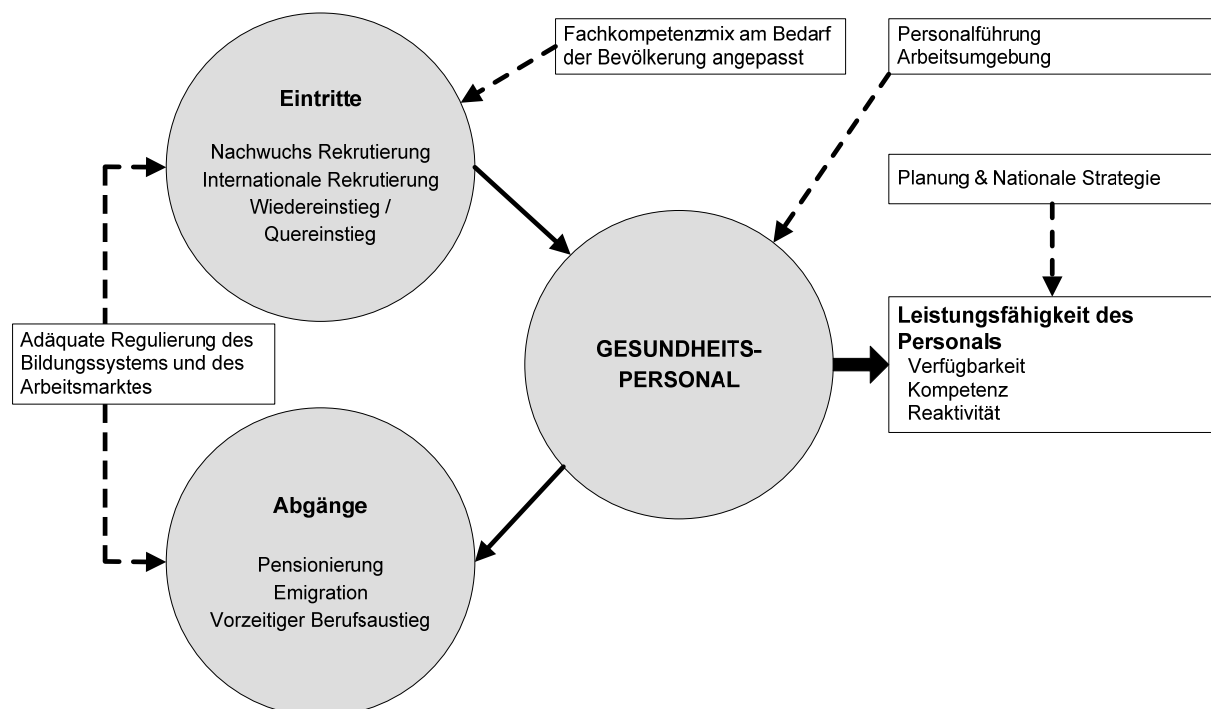 Fachkompetenzmix am Bedarf
der Bevölkerung angepasst
Personalführung
Arbeitsumgebung
Eintritte
Nachwuchs Rekrutierung
Internationale Rekrutierung
Wiedereinstieg /
Quereinstieg
Planung & Nationale Strategie
Adäquate Regulierung des
Bildungssystems und des
Arbeitsmarktes
GESUNDHEITS-
PERSONAL
Leistungsfähigkeit des
Personals
Verfügbarkeit
Kompetenz
Reaktivität
Abgänge
Pensionierung
Emigration
Vorzeitiger Berufsaustieg